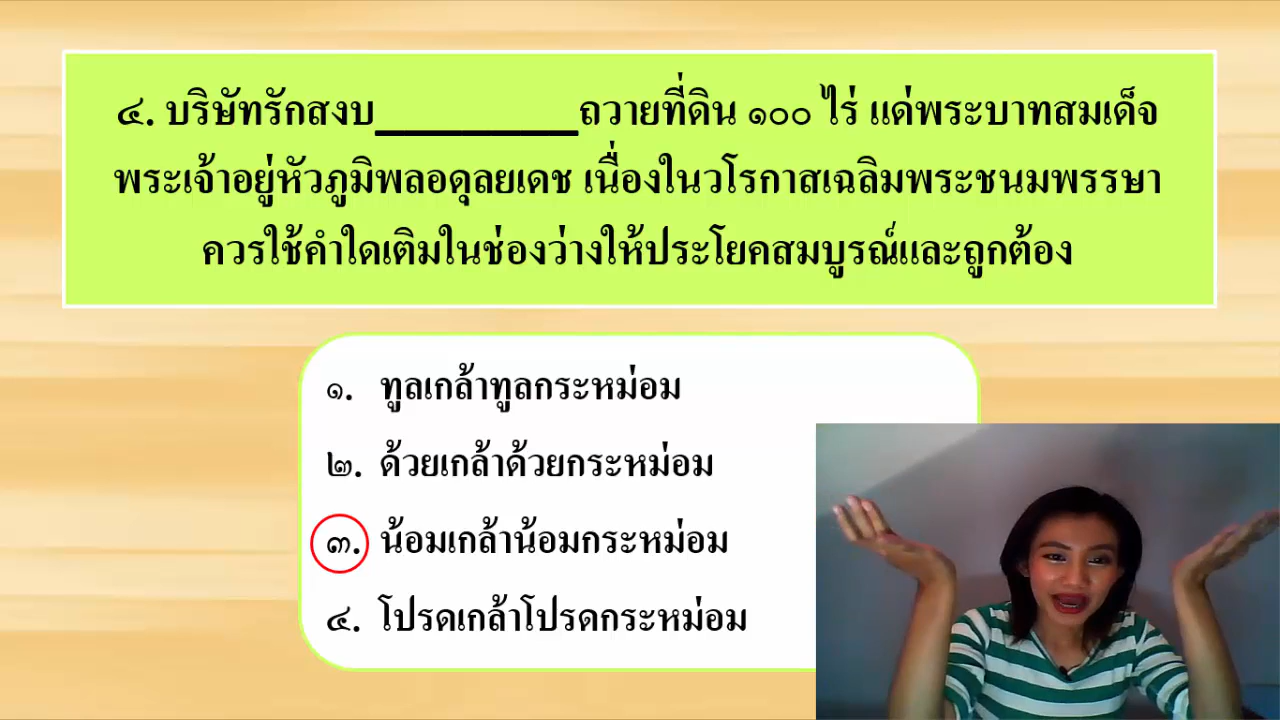 ๔. บริษัทรักสงบ__________ถวายที่ดิน ๑๐๐ ไร่ แด่พระบาทสมเด็จ
พระเจ้าอยู่หัวภูมิพลอดุลยเดช เนื่องในวโรกาสเฉลิมพระชนมพรรษา
ควรใช้คำใดเติมในช่องว่างให้ประโยคสมบูรณ์และถูกต้อง
๑. ทูลเกล้าทูลกระหม่อม
๒. ด้วยเกล้าด้วยกระหม่อม
๓. น้อมเกล้าน้อมกระหม่อม
๔. โปรดเกล้าโปรดกระหม่อม